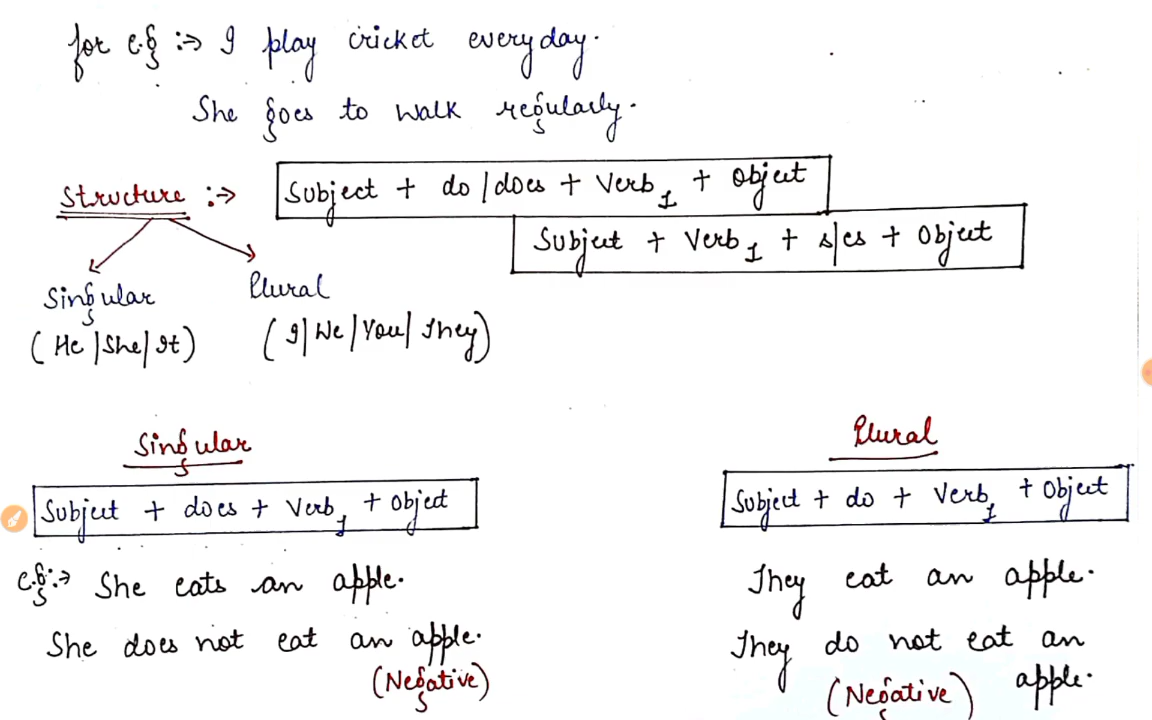 for e.g :→ I play cricket everyday.
She goes to walk regularly.
Structure :→ Subject + do/does + Verb₁ + Object
Subject + Verb₁ + s/es + Object
Singular Plural
(He/She/It) (I/We/You/They)
Singular Plural
Subject + does + Verb₁ + Object Subject + do + Verb₁ + Object
e.g:→ She eats an apple. They eat an apple.
She does not eat an apple. They do not eat an
(Negative) (Negative) apple.